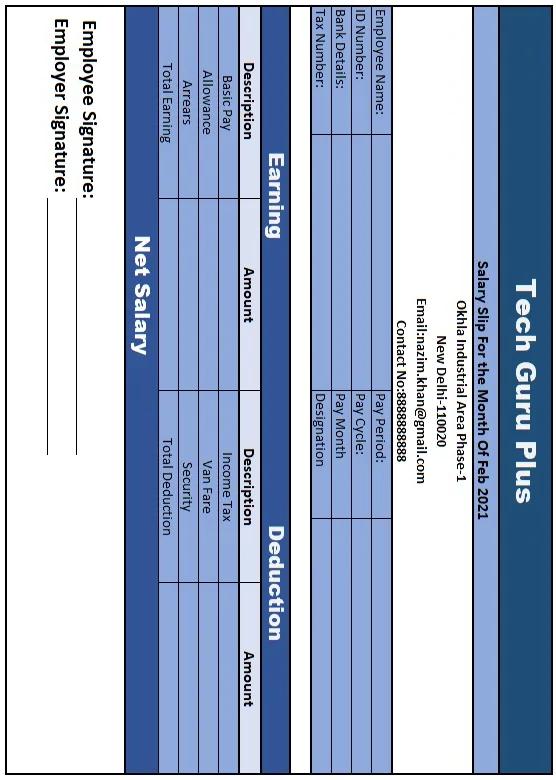 Tech Guru Plus
Salary Slip For the Month Of Feb 2021
Okhla Industrial Area Phase-1
New Delhi-110020
Email:nazim.khan@gmail.com
Contact No:8888888888
Employee Name: Pay Period:
ID Number: Pay Cycle:
Bank Details: Pay Month
Tax Number: Designation
Earning Deduction
Description Amount Description Amount
Basic Pay Income Tax
Allowance Van Fare
Arrears Security
Total Earning Total Deduction
Net Salary
Employee Signature:
Employer Signature: